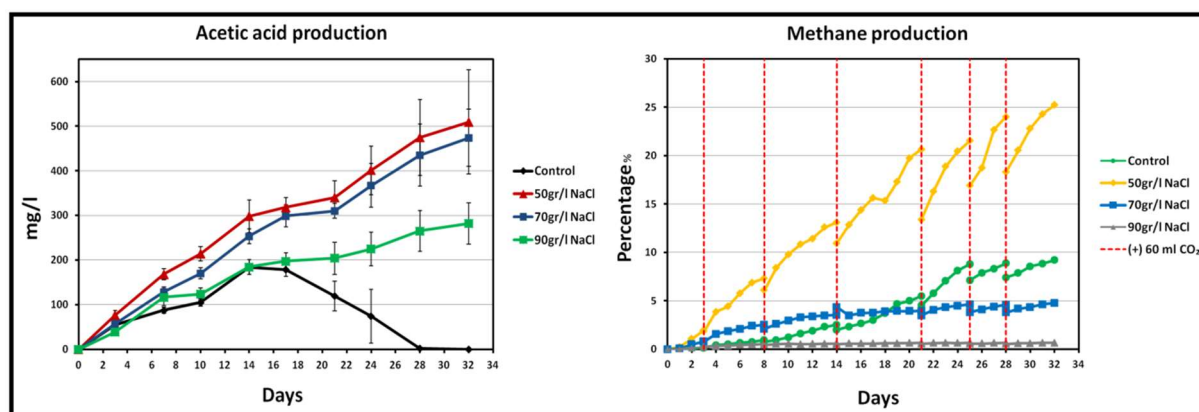 Acetic acid production
600
500
400
300
200
100
0
mg/l
0 2 4 6 8 10 12 14 16 18 20 22 24 26 28 30 32 34
Days
Control
50gr/l NaCl
70gr/l NaCl
90gr/l NaCl
Methane production
30
25
20
15
10
5
0
Percentage%
0 2 4 6 8 10 12 14 16 18 20 22 24 26 28 30 32 34
Days
Control
50gr/l NaCl
70gr/l NaCl
90gr/l NaCl
(+) 60 ml CO₂